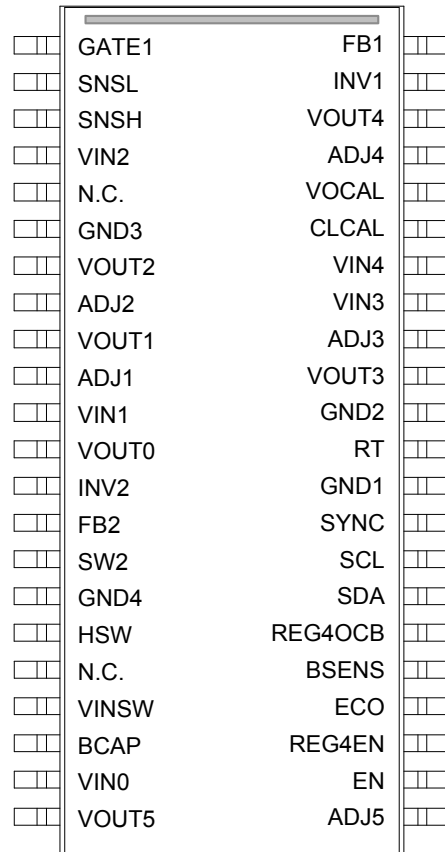 GATE1 FB1
SNSL INV1
SNSH VOUT4
VIN2 ADJ4
N.C. VOCAL
GND3 CLCAL
VOUT2 VIN4
ADJ2 VIN3
VOUT1 ADJ3
ADJ1 VOUT3
VIN1 GND2
VOUT0 RT
INV2 GND1
FB2 SYNC
SW2 SCL
GND4 SDA
HSW REG4OCB
N.C. BSENS
VINSW ECO
BCAP REG4EN
VIN0 EN
VOUT5 ADJ5